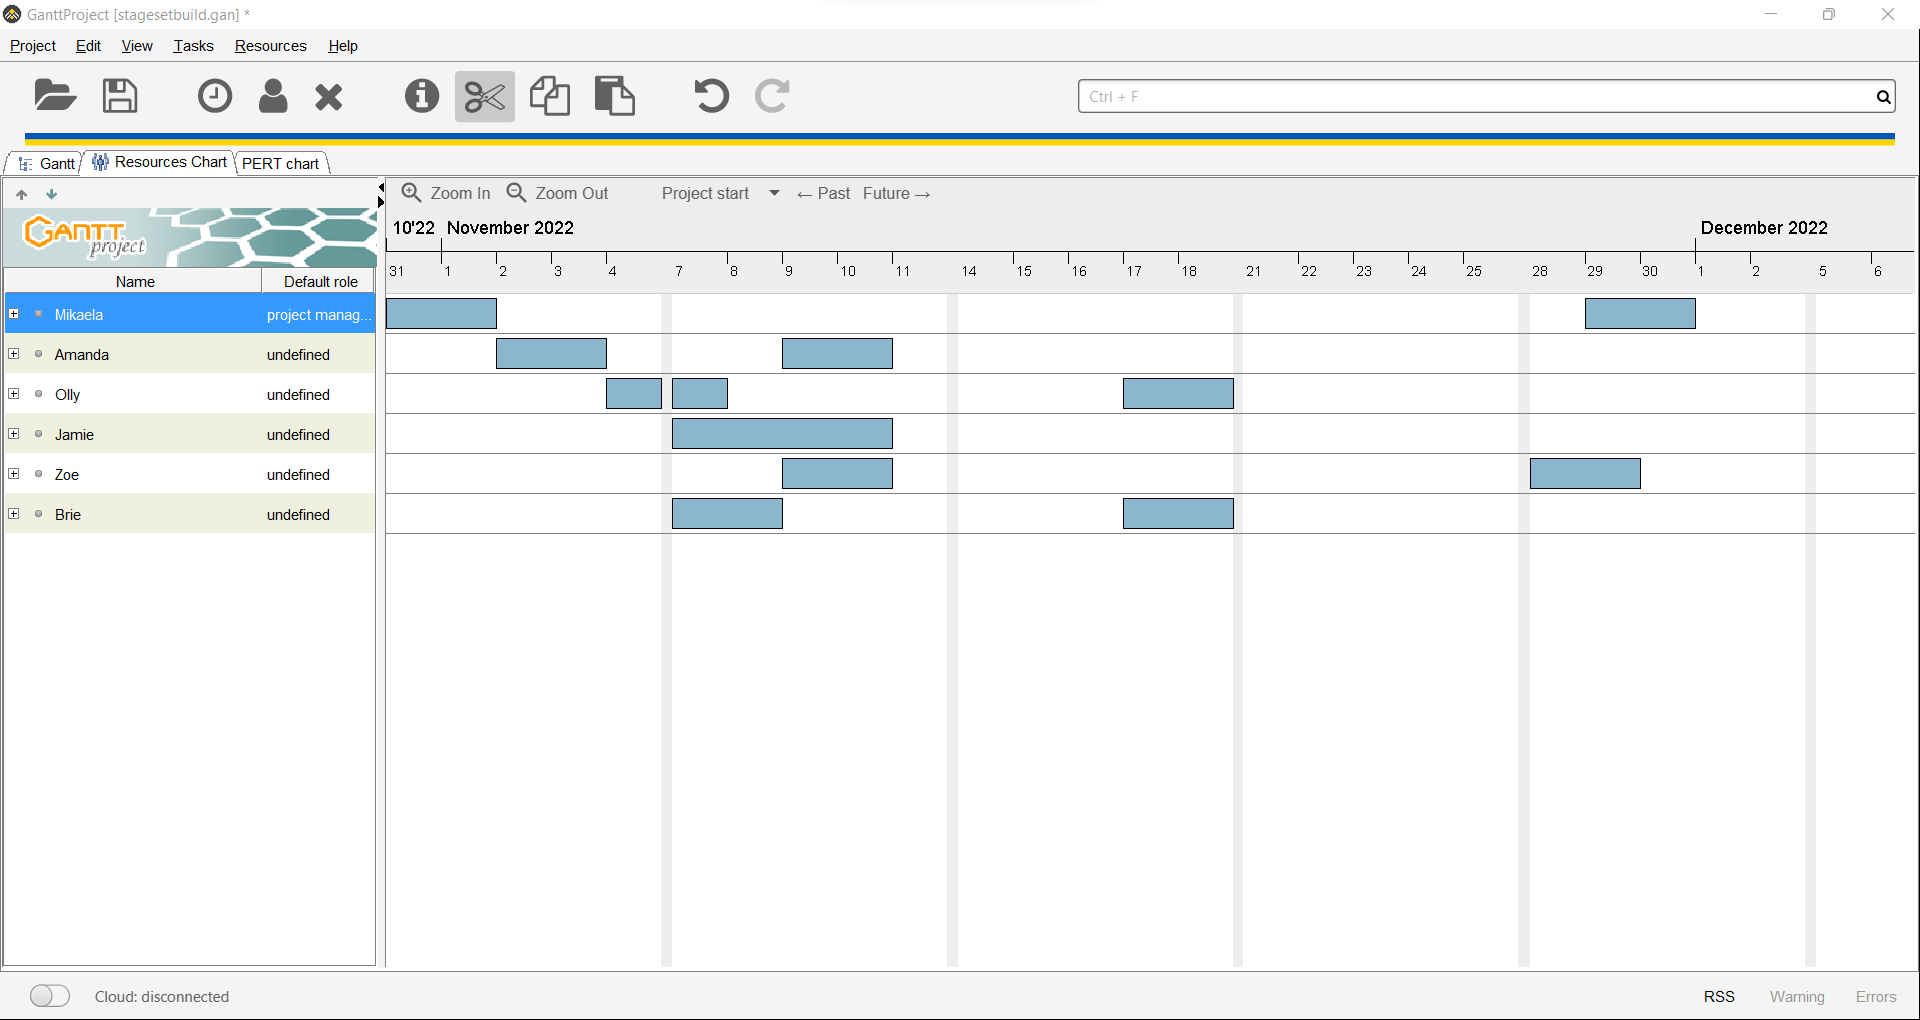 GanttProject [stagesetbuild.gan] *
Project Edit View Tasks Resources Help
Ctrl + F
Gantt Resources Chart PERT chart
Zoom In Zoom Out Project start ← Past Future →
GANTT project
10'22 November 2022 December 2022
31 1 2 3 4 7 8 9 10 11 14 15 16 17 18 21 22 23 24 25 28 29 30 1 2 5 6
Name Default role
Mikaela project manag...
Amanda undefined
Olly undefined
Jamie undefined
Zoe undefined
Brie undefined
Cloud: disconnected RSS Warning Errors